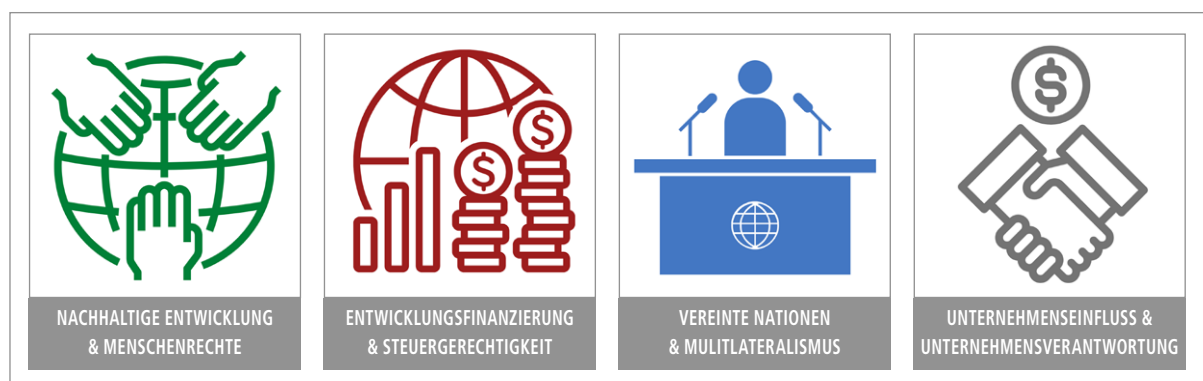 $
$
$
NACHHALTIGE ENTWICKLUNG
& MENSCHENRECHTE
ENTWICKLUNGSFINANZIERUNG
& STEUERGERECHTIGKEIT
VEREINTE NATIONEN
& MULITLATERALISMUS
UNTERNEHMENSEINFLUSS &
UNTERNEHMENSVERANTWORTUNG